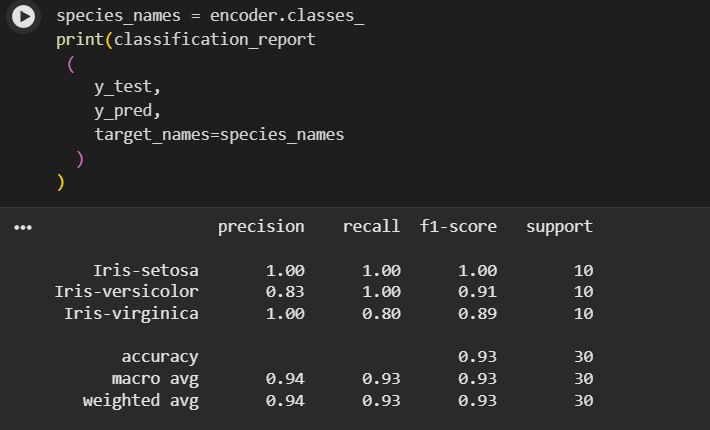 species_names = encoder.classes_
print(classification_report
(
y_test,
y_pred,
target_names=species_names
)
)
precision recall f1-score support
Iris-setosa 1.00 1.00 1.00 10
Iris-versicolor 0.83 1.00 0.91 10
Iris-virginica 1.00 0.80 0.89 10
accuracy 0.93 30
macro avg 0.94 0.93 0.93 30
weighted avg 0.94 0.93 0.93 30